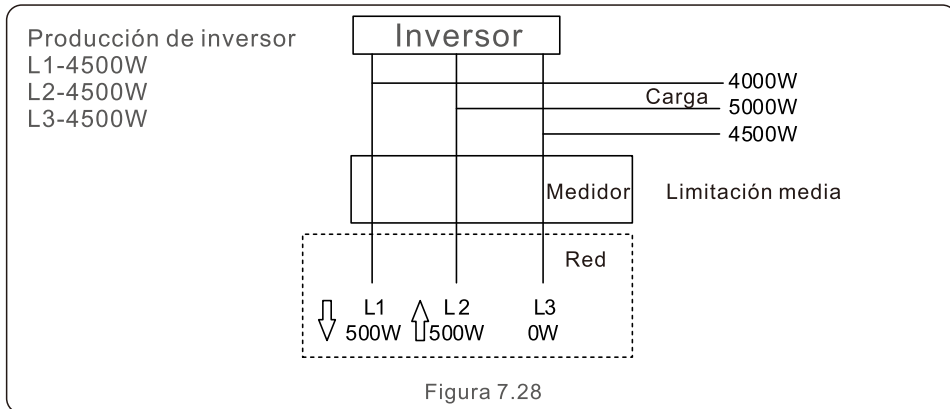 Producción de inversor
L1-4500W
L2-4500W
L3-4500W
Inversor
4000W
Carga
5000W
4500W
Medidor
Limitación media
Red
L1 L2 L3
500W 500W 0W
Figura 7.28